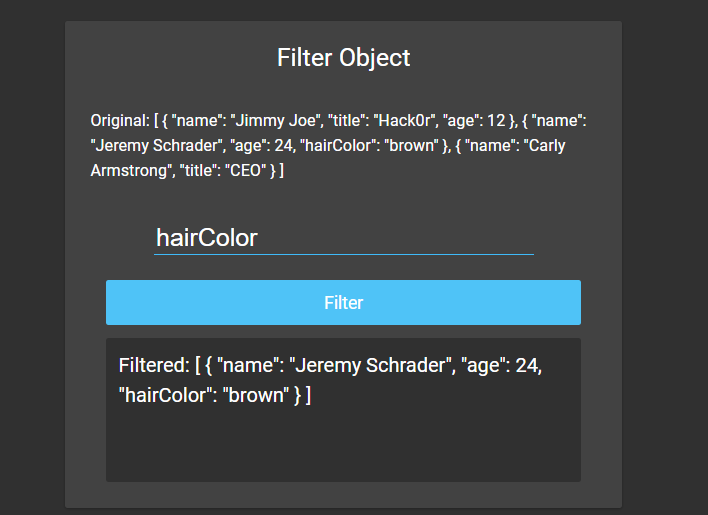 Filter Object
Original: [ { "name": "Jimmy Joe", "title": "Hack0r", "age": 12 }, { "name":
"Jeremy Schrader", "age": 24, "hairColor": "brown" }, { "name": "Carly
Armstrong", "title": "CEO" } ]
hairColor
Filter
Filtered: [ { "name": "Jeremy Schrader", "age": 24,
"hairColor": "brown" } ]